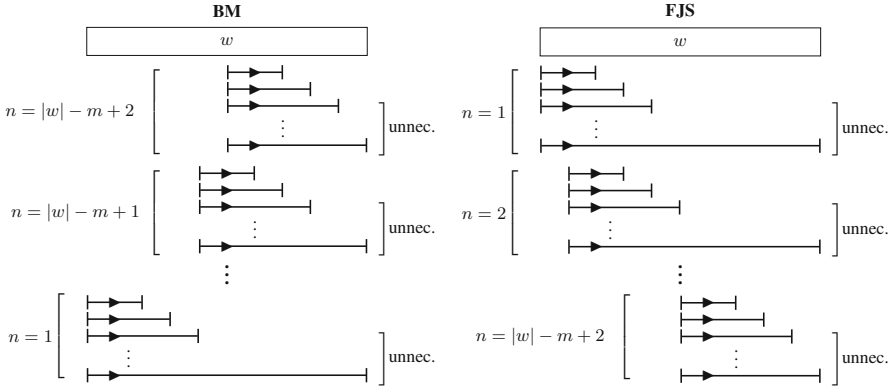 BM
w
n = |w| − m + 2
⋮
unnec.
n = |w| − m + 1
⋮
unnec.
⋮
n = 1
⋮
unnec.
FJS
w
n = 1
⋮
unnec.
n = 2
⋮
unnec.
⋮
n = |w| − m + 2
⋮
unnec.